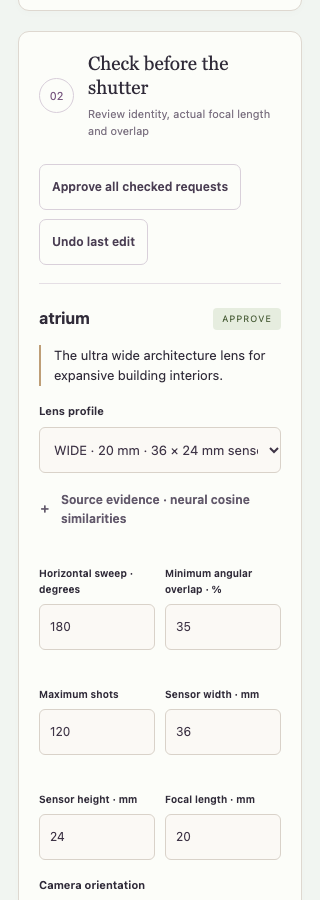 02
Check before the
shutter
Review identity, actual focal length
and overlap
Approve all checked requests
Undo last edit
atrium
APPROVE
The ultra wide architecture lens for
expansive building interiors.
Lens profile
WIDE · 20 mm · 36 × 24 mm
+ Source evidence · neural cosine
similarities
Horizontal sweep ·
degrees
Minimum angular
overlap · %
180
35
Maximum shots
Sensor width · mm
120
36
Sensor height · mm
Focal length · mm
24
20
Camera orientation